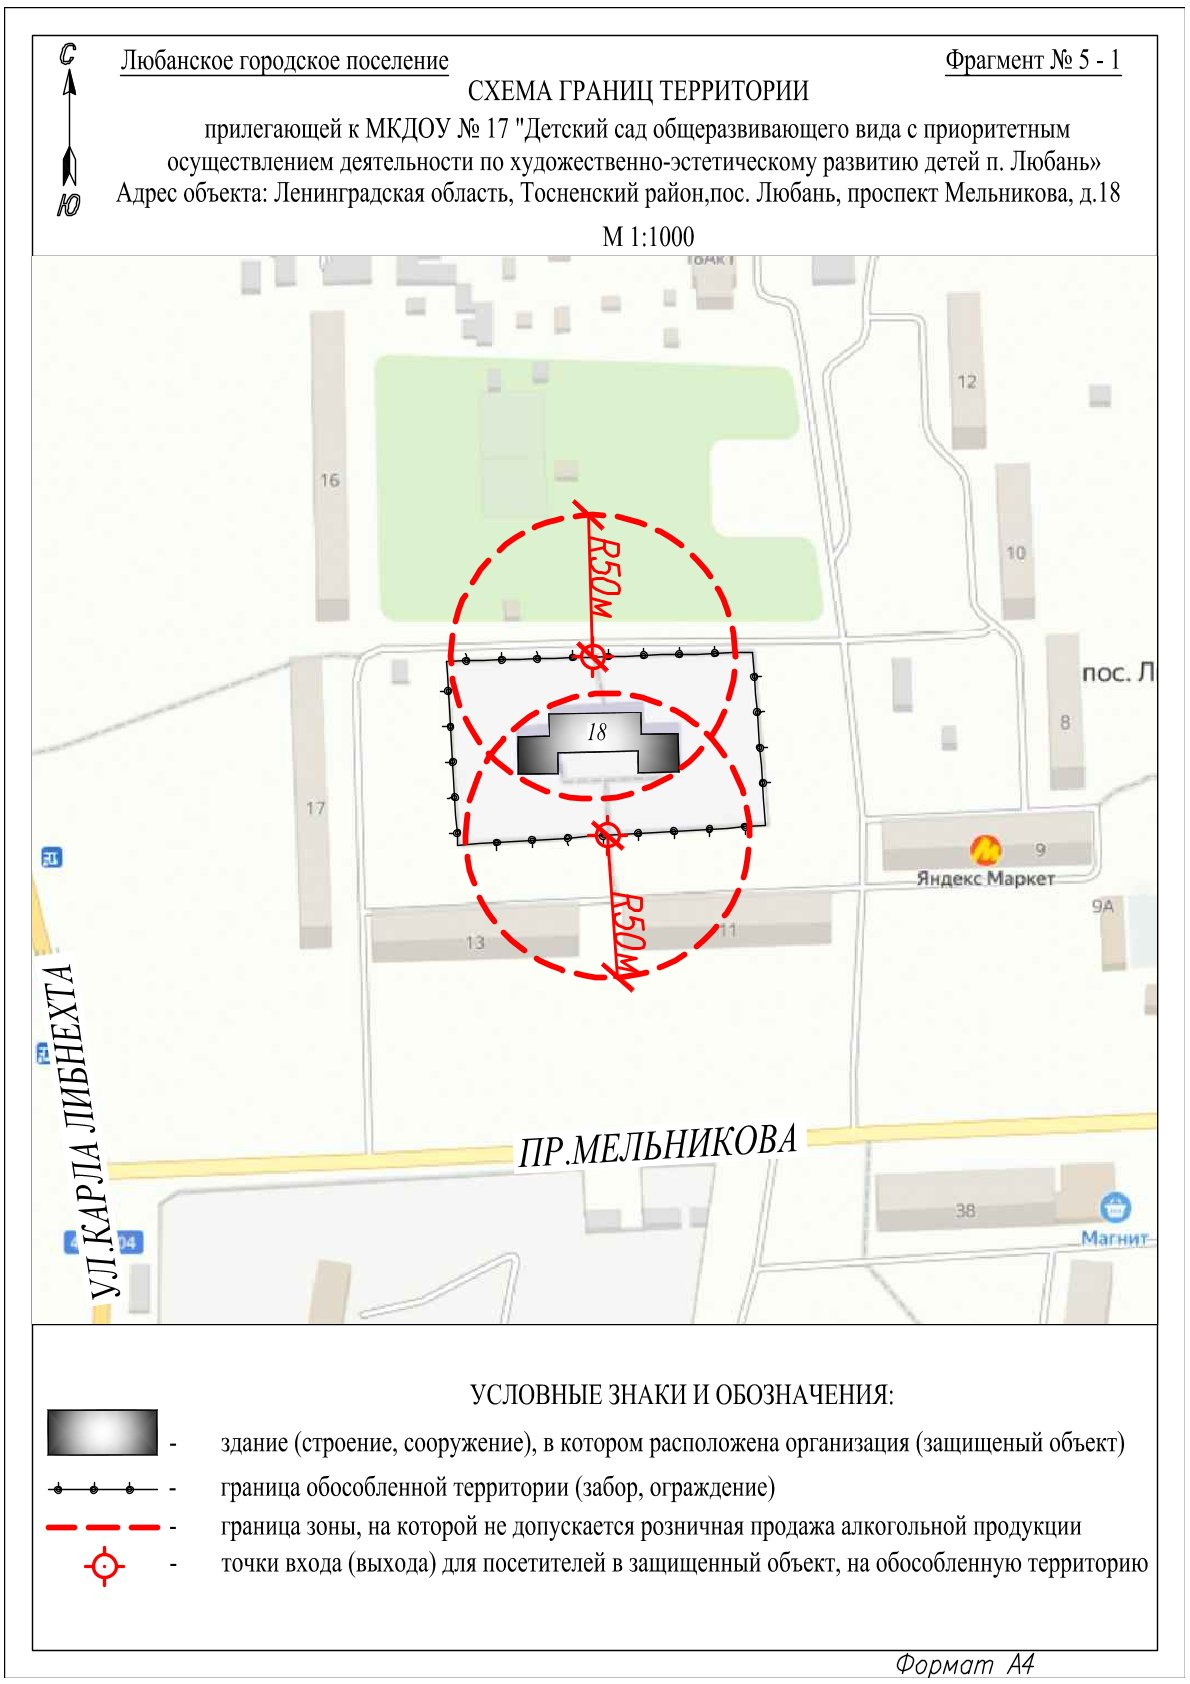 С
Ю
Любанское городское поселение
Фрагмент № 5 - 1
СХЕМА ГРАНИЦ ТЕРРИТОРИИ
прилегающей к МКДОУ № 17 "Детский сад общеразвивающего вида с приоритетным
осуществлением деятельности по художественно-эстетическому развитию детей п. Любань»
Адрес объекта: Ленинградская область, Тосненский район,пос. Любань, проспект Мельникова, д.18
М 1:1000
12
16
10
R50м
пос. Л
8
18
17
9
Яндекс Маркет
9А
R50м
13
11
УЛ.КАРЛА ЛИБНЕХТА
ПР.МЕЛЬНИКОВА
38
Магнит
04
УСЛОВНЫЕ ЗНАКИ И ОБОЗНАЧЕНИЯ:
- здание (строение, сооружение), в котором расположена организация (защищеный объект)
- граница обособленной территории (забор, ограждение)
- граница зоны, на которой не допускается розничная продажа алкогольной продукции
- точки входа (выхода) для посетителей в защищенный объект, на обособленную территорию
Формат А4